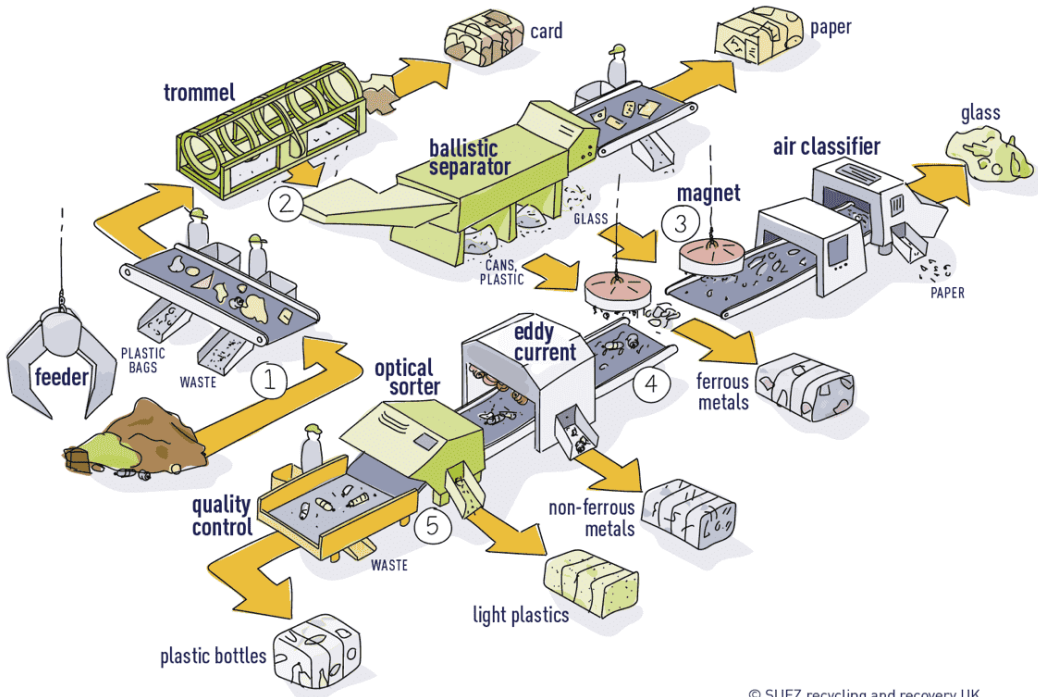 card
paper
trommel
glass
ballistic
separator
air classifier
magnet
2
3
GLASS
CANS,
PLASTIC
PAPER
feeder
PLASTIC
BAGS
WASTE
1
optical
sorter
eddy
current
4
ferrous
metals
quality
control
5
WASTE
non-ferrous
metals
light plastics
plastic bottles
© SUEZ recycling and recovery UK